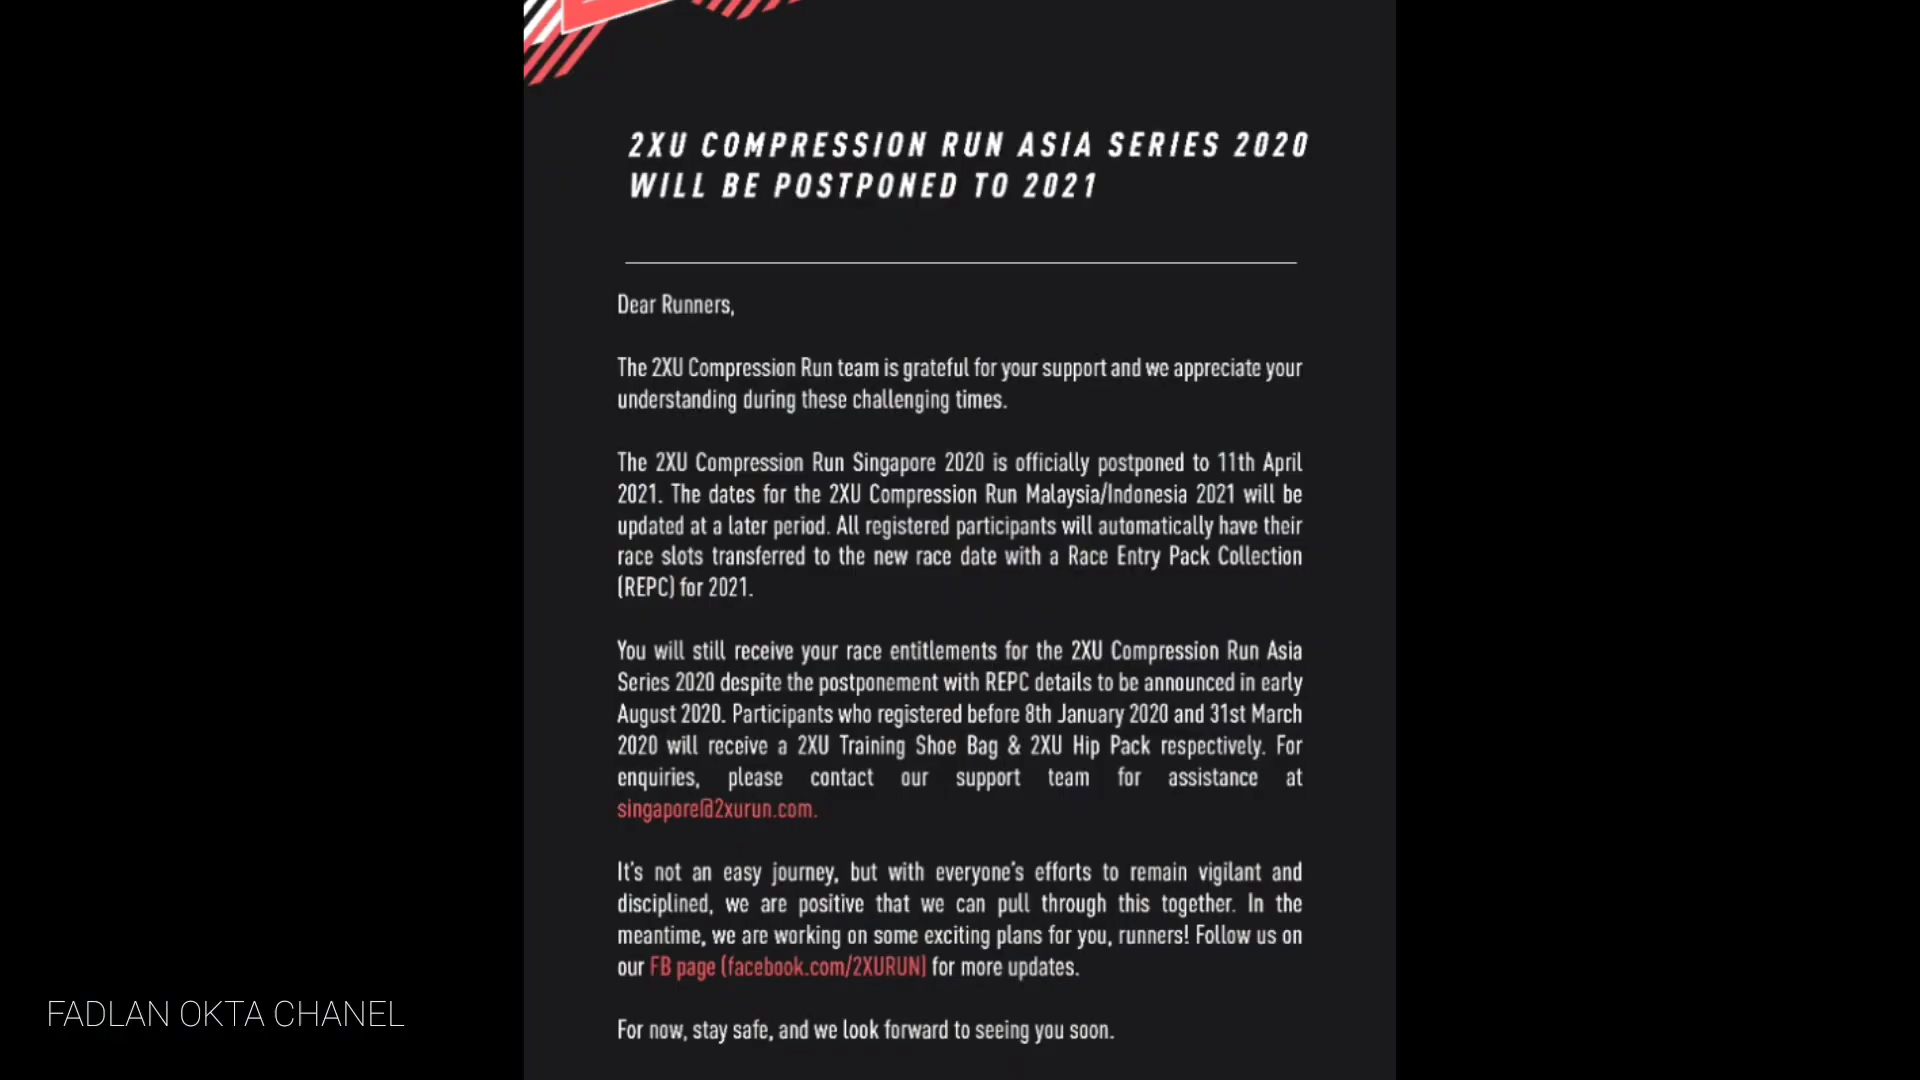 2XU COMPRESSION RUN ASIA SERIES 2020
WILL BE POSTPONED TO 2021
Dear Runners,
The 2XU Compression Run team is grateful for your support and we appreciate your
understanding during these challenging times.
The 2XU Compression Run Singapore 2020 is officially postponed to 11th April
2021. The dates for the 2XU Compression Run Malaysia/Indonesia 2021 will be
updated at a later period. All registered participants will automatically have their
race slots transferred to the new race date with a Race Entry Pack Collection
(REPC) for 2021.
You will still receive your race entitlements for the 2XU Compression Run Asia
Series 2020 despite the postponement with REPC details to be announced in early
August 2020. Participants who registered before 8th January 2020 and 31st March
2020 will receive a 2XU Training Shoe Bag & 2XU Hip Pack respectively. For
enquiries, please contact our support team for assistance at
singapore@2xurun.com.
It's not an easy journey, but with everyone's efforts to remain vigilant and
disciplined, we are positive that we can pull through this together. In the
meantime, we are working on some exciting plans for you, runners! Follow us on
our FB page (facebook.com/2XURUN) for more updates.
For now, stay safe, and we look forward to seeing you soon.
FADLAN OKTA CHANEL